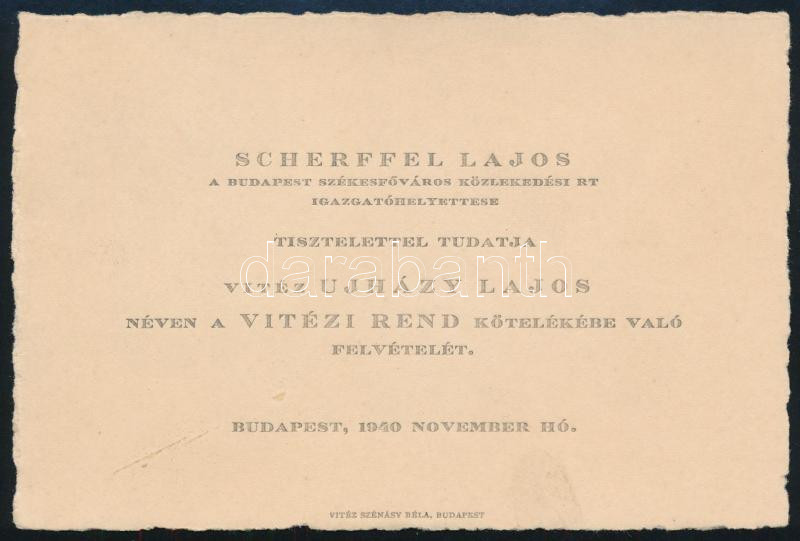 SCHERFFEL LAJOS
A BUDAPEST SZÉKESFŐVÁROS KÖZLEKEDÉSI RT
IGAZGATÓHELYETTESE
TISZTELETTEL TUDATJA
darabanth
VITÉZ UJHÁZY LAJOS
NÉVEN A VITÉZI REND KÖTELÉKÉBE VALÓ
FELVÉTELÉT.
BUDAPEST, 1940 NOVEMBER HÓ.
VITÉZ SZÉNÁSY BÉLA, BUDAPEST